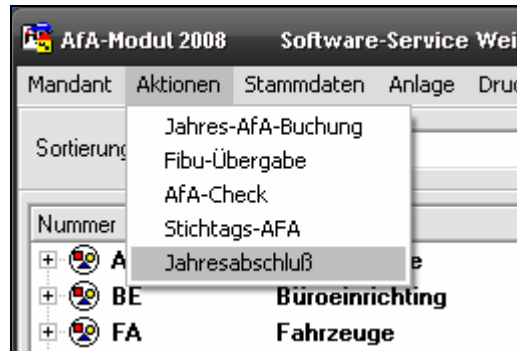 AfA-Modul 2008 Software-Service Wei
Mandant Aktionen Stammdaten Anlage Druc
Sortierung
Jahres-AfA-Buchung
Fibu-Übergabe
AfA-Check
Stichtags-AFA
Jahresabschluß
Nummer
A e
BE Büroeinrichting
FA Fahrzeuge